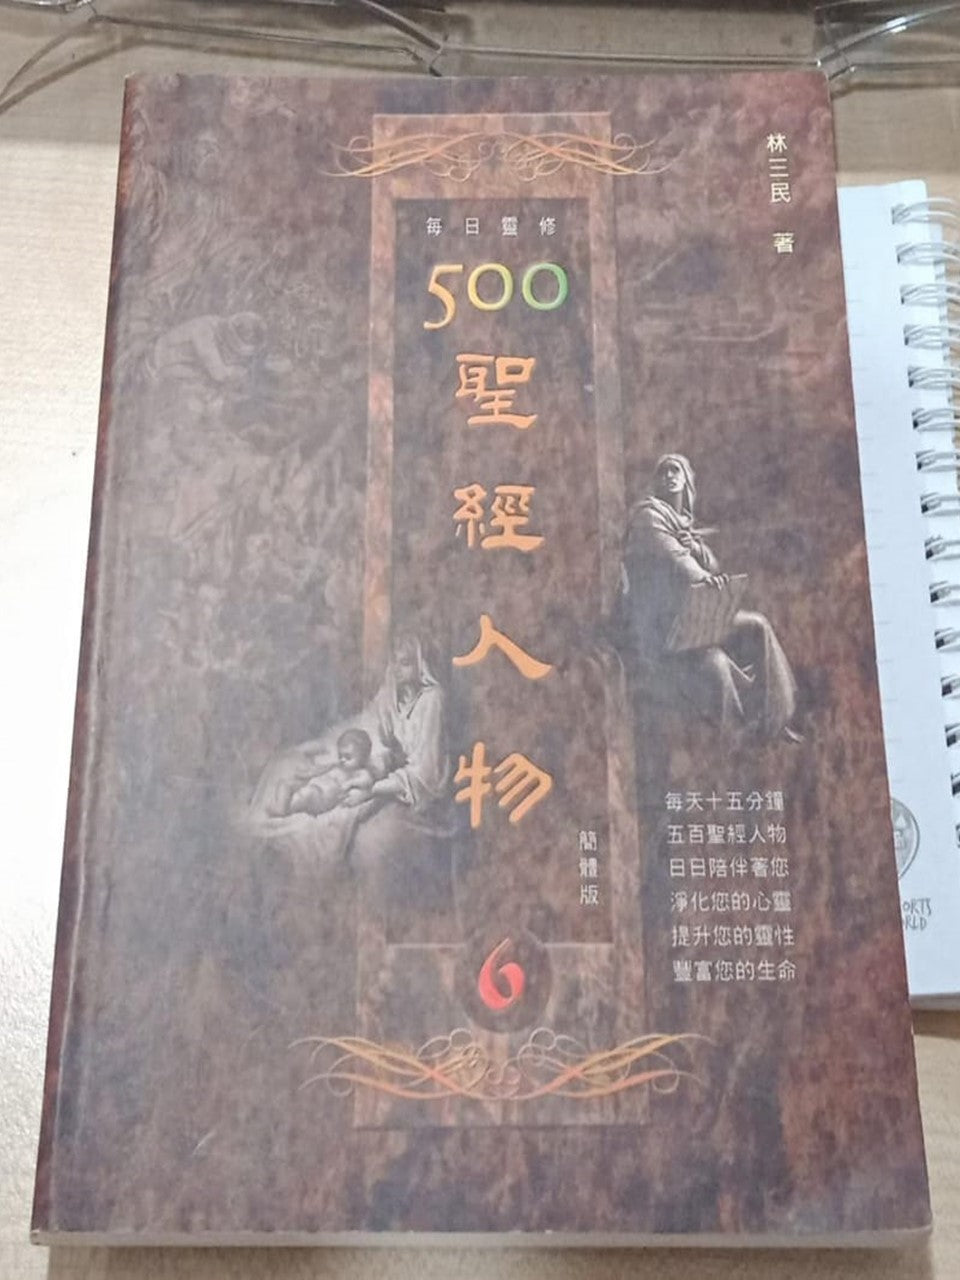 林三民 著
每日靈修
500
聖經人物
簡體版
6
每天十五分鐘
五百聖經人物
日日陪伴著您
淨化您的心靈
提升您的靈性
豐富您的生命
ORTS
RLD